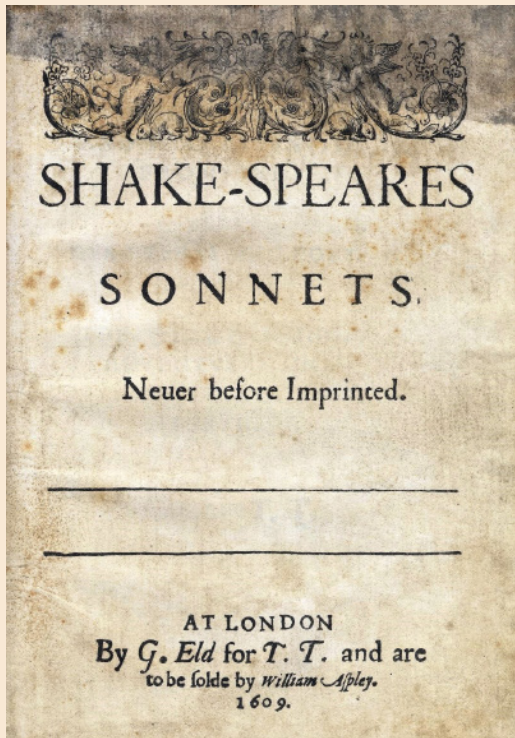 SHAKE-SPEARES
SONNETS.
Neuer before Imprinted.
AT LONDON
By G. Eld for T. T. and are
to be ſolde by William Aſpley.
1609.